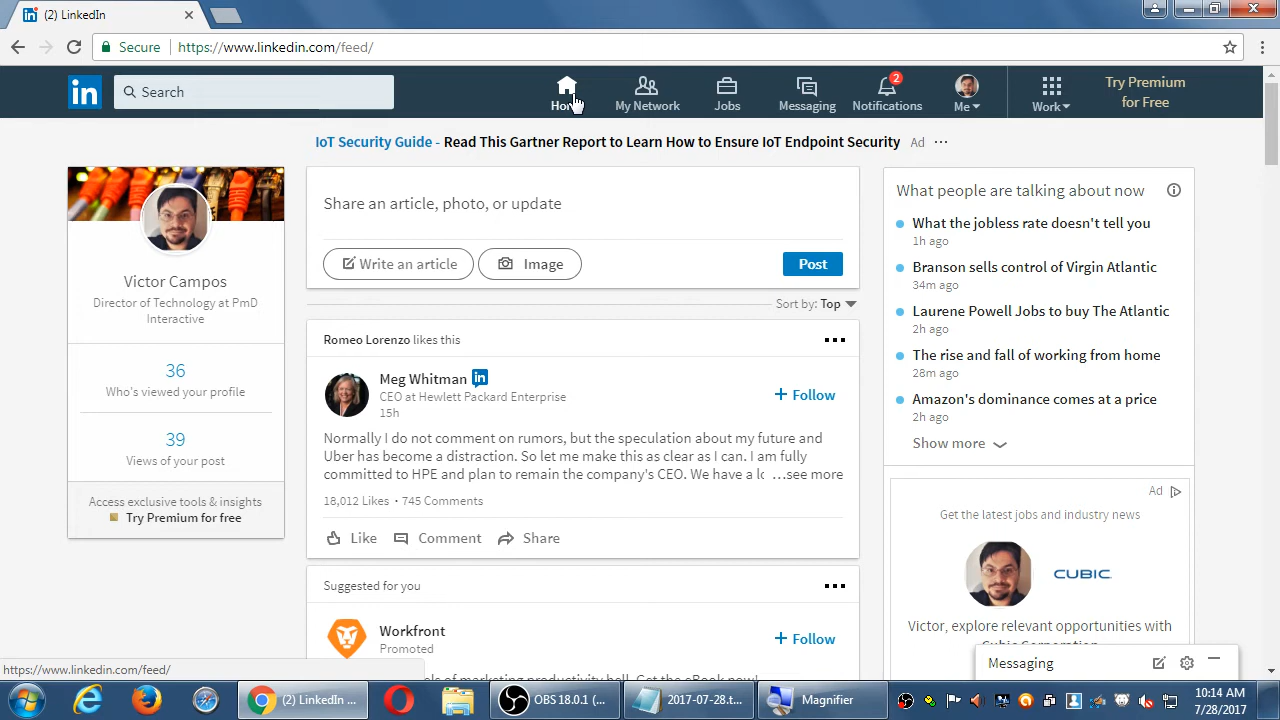 (2) LinkedIn
Secure
https://www.linkedin.com/feed/
in
Search
Home
My Network
Jobs
Messaging
2
Notifications
Me
Work
Try Premium
for Free
IoT Security Guide - Read This Gartner Report to Learn How to Ensure IoT Endpoint Security
Ad
Victor Campos
Director of Technology at PmD
Interactive
36
Who's viewed your profile
39
Views of your post
Access exclusive tools & insights
Try Premium for free
Share an article, photo, or update
Write an article
Image
Post
Sort by: Top
Romeo Lorenzo likes this
Meg Whitman in
CEO at Hewlett Packard Enterprise
15h
+ Follow
Normally I do not comment on rumors, but the speculation about my future and
Uber has become a distraction. So let me make this as clear as I can. I am fully
committed to HPE and plan to remain the company's CEO. We have a lo ...see more
18,012 Likes • 745 Comments
Like
Comment
Share
Suggested for you
Workfront
Promoted
+ Follow
els of marketing productivity hell. Get the eBook now!
What people are talking about now
What the jobless rate doesn't tell you
1h ago
Branson sells control of Virgin Atlantic
34m ago
Laurene Powell Jobs to buy The Atlantic
2h ago
The rise and fall of working from home
28m ago
Amazon's dominance comes at a price
2h ago
Show more
Ad
Get the latest jobs and industry news
CUBIC
Victor, explore relevant opportunities with
Cubic Corporation
Messaging
https://www.linkedin.com/feed/
(2) LinkedIn ...
OBS 18.0.1 (...
2017-07-28.t...
Magnifier
10:14 AM
7/28/2017